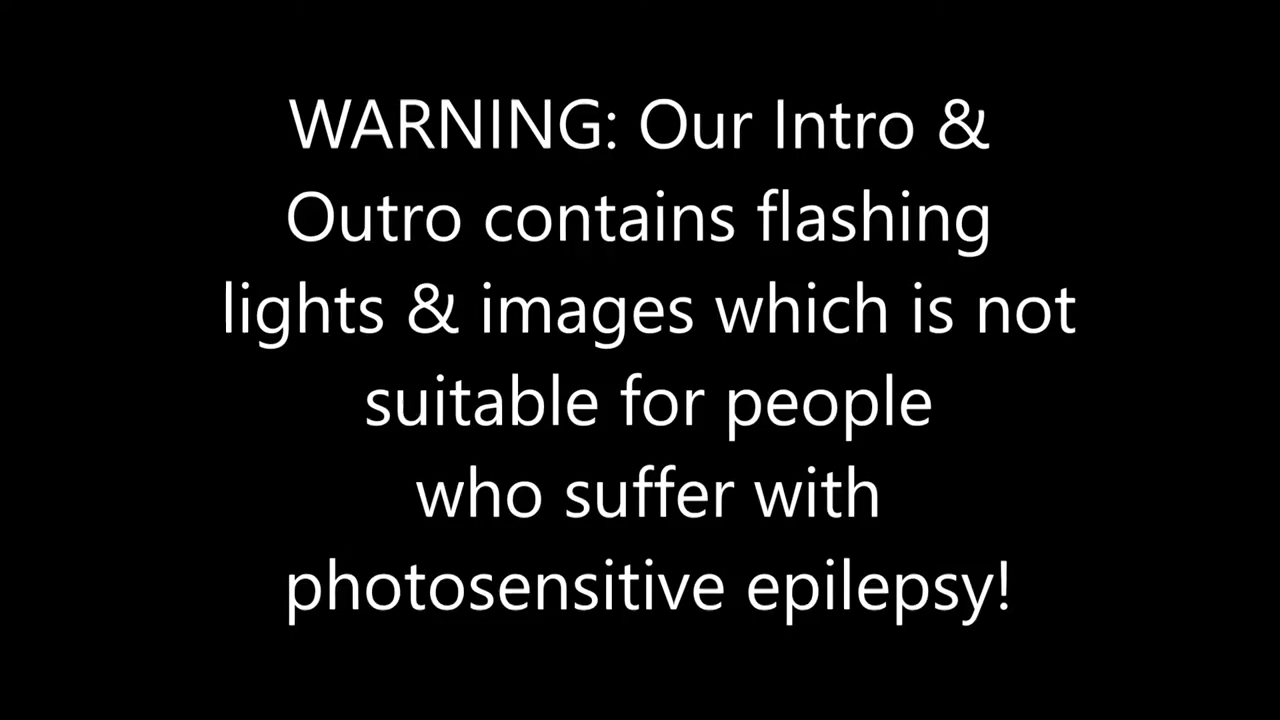 WARNING: Our Intro &
Outro contains flashing
lights & images which is not
suitable for people
who suffer with
photosensitive epilepsy!